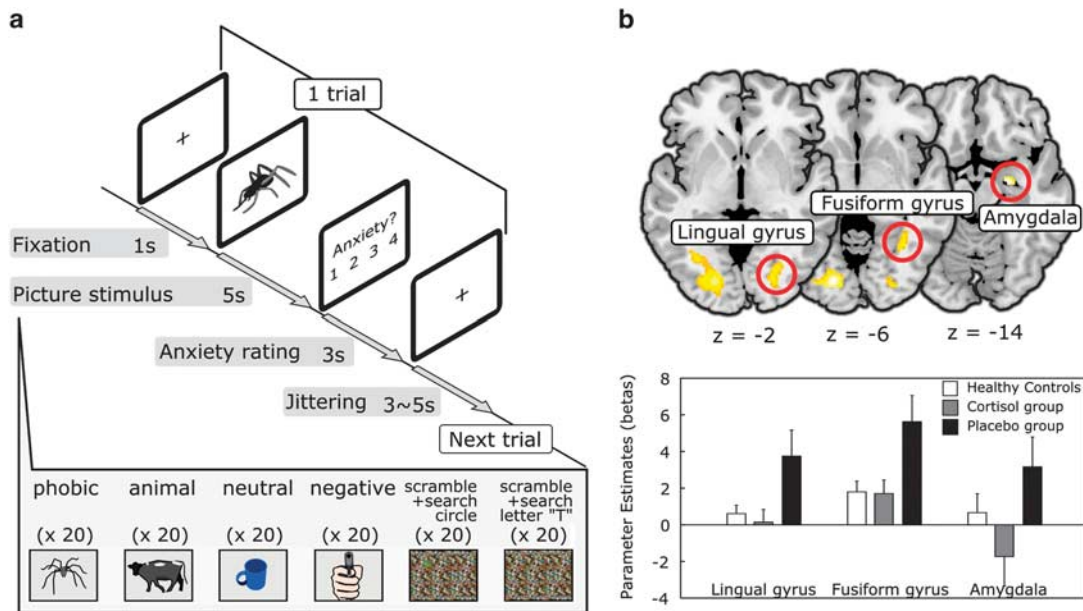 a
1 trial
Anxiety?
1 2 3 4
Fixation 1s
Picture stimulus 5s
Anxiety rating 3s
Jittering 3~5s
Next trial
phobic animal neutral negative scramble scramble
+search +search
circle letter "T"
(x 20) (x 20) (x 20) (x 20) (x 20) (x 20)
b
Lingual gyrus
Fusiform gyrus
Amygdala
z = -2 z = -6 z = -14
Parameter Estimates (betas)
8
6
4
2
0
-2
-4
Healthy Controls
Cortisol group
Placebo group
Lingual gyrus Fusiform gyrus Amygdala